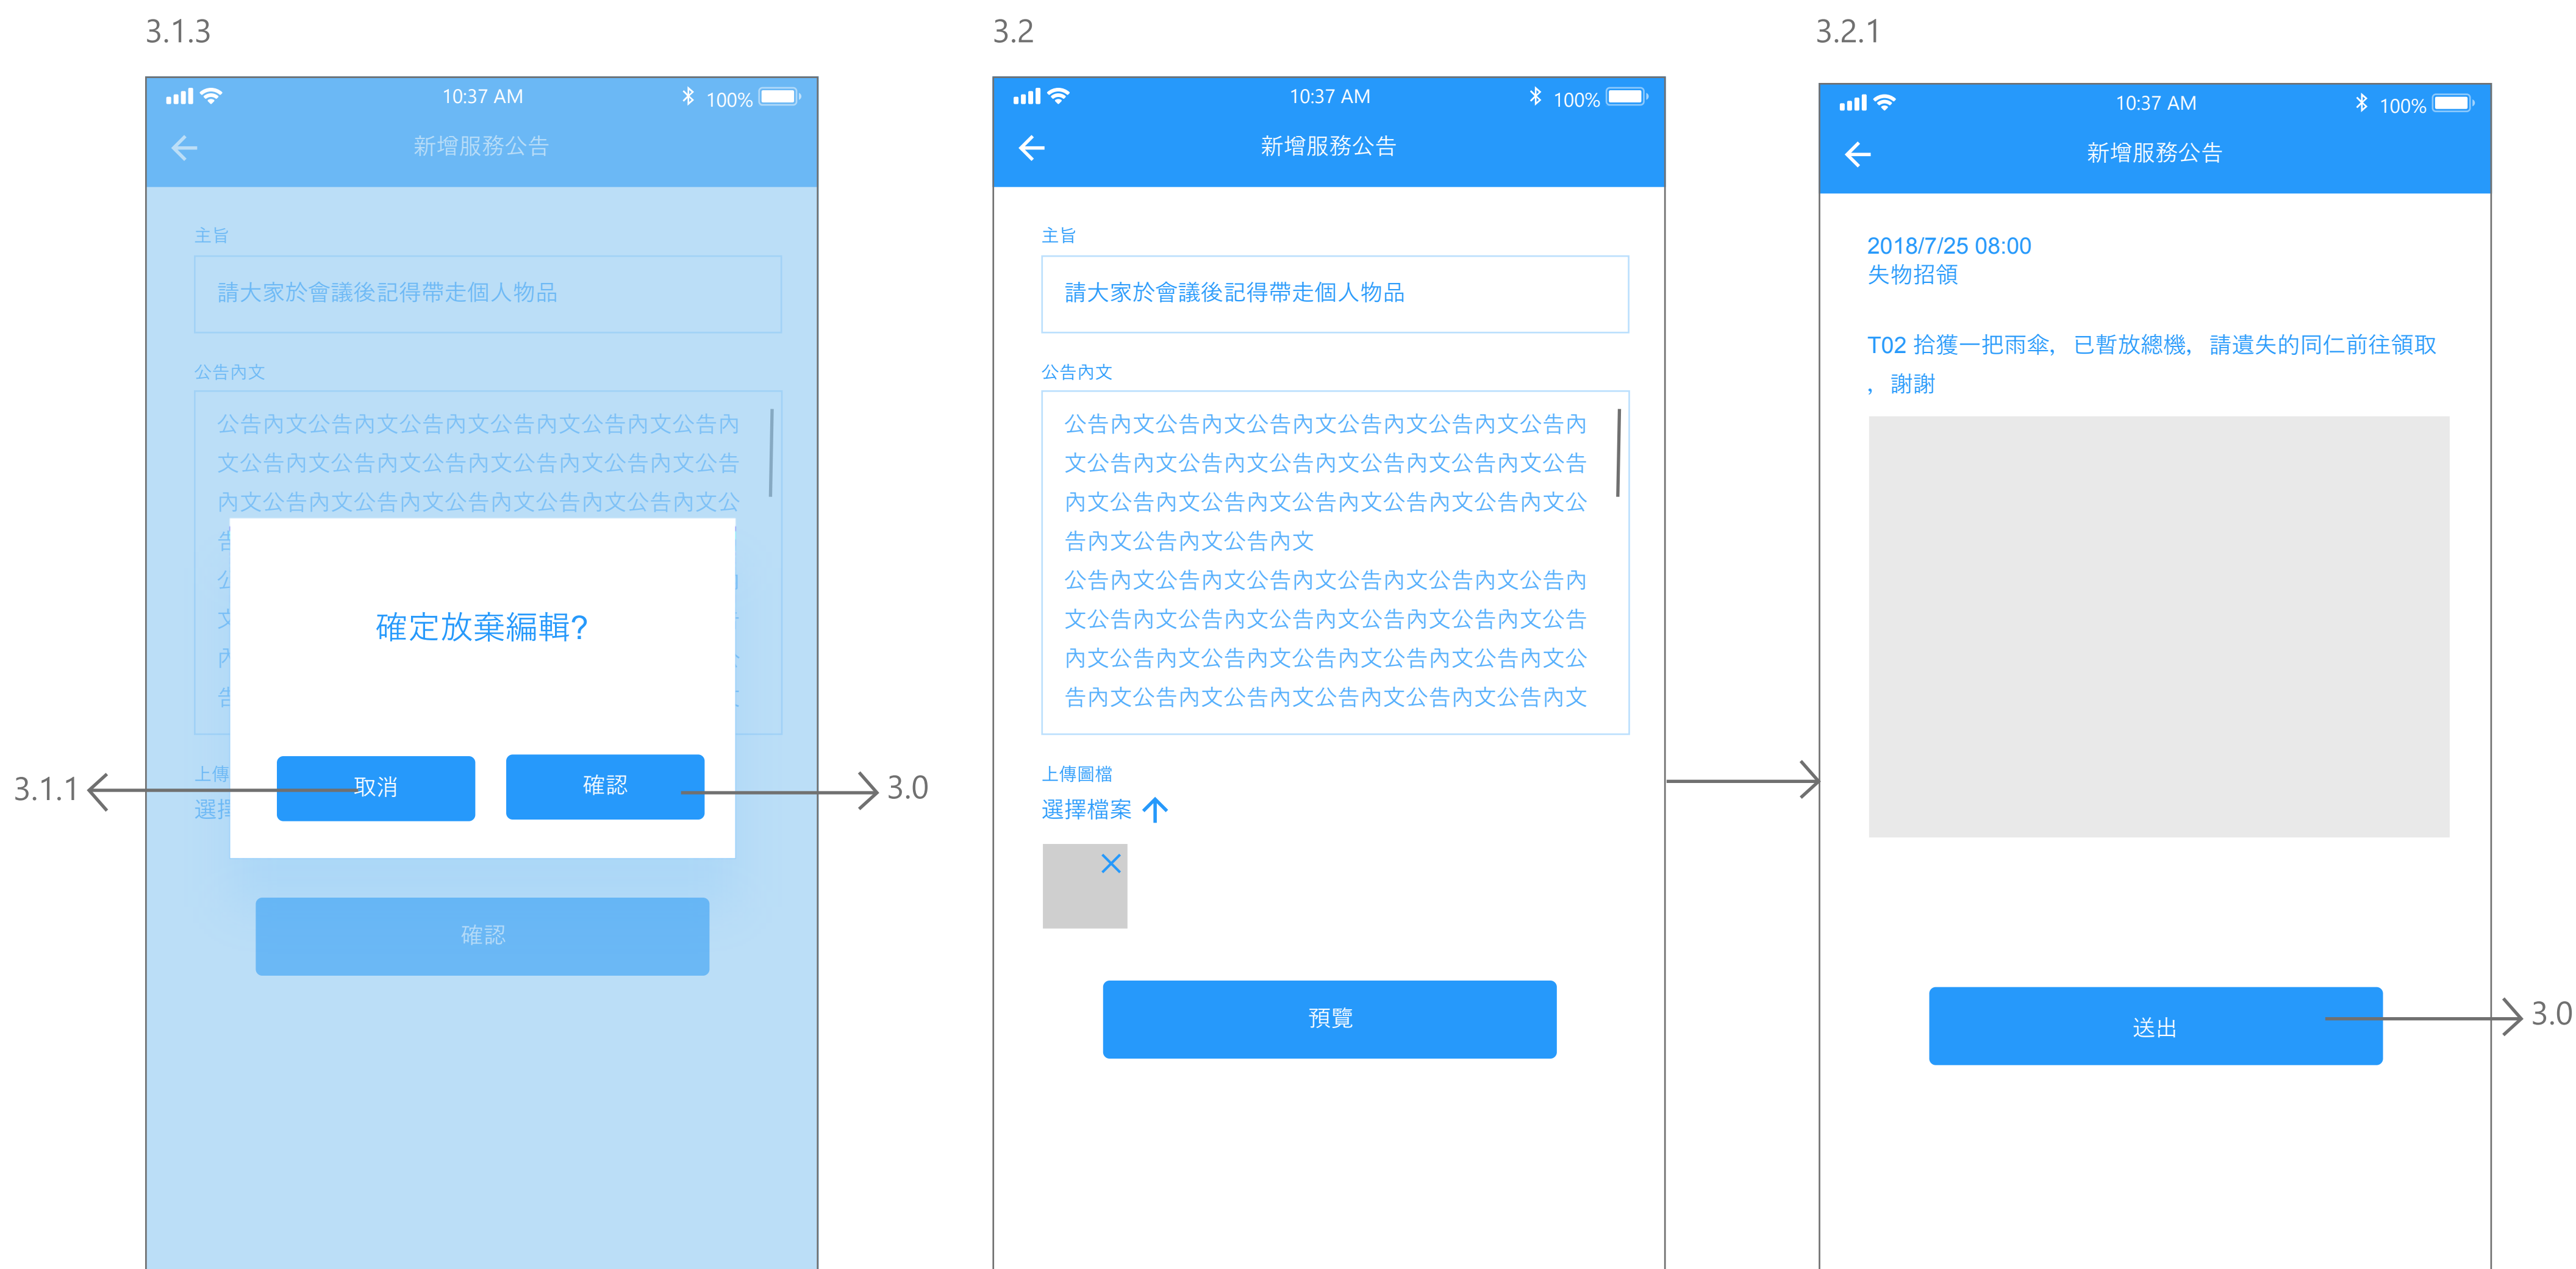 3.1.3
10:37 AM
100%
新增服務公告
主旨
請大家於會議後記得帶走個人物品
公告內文
公告內文公告內文公告內文公告內文公告內文公告內
文公告內文公告內文公告內文公告內文公告內文公告
內文公告內文公告內文公告內文公告內文公告內文公
確定放棄編輯?
上傳
3.1.1
取消
確認
3.0
選
確認
3.2
10:37 AM
100%
新增服務公告
主旨
請大家於會議後記得帶走個人物品
公告內文
公告內文公告內文公告內文公告內文公告內文公告內
文公告內文公告內文公告內文公告內文公告內文公告
內文公告內文公告內文公告內文公告內文公告內文公
告內文公告內文公告內文
公告內文公告內文公告內文公告內文公告內文公告內
文公告內文公告內文公告內文公告內文公告內文公告
內文公告內文公告內文公告內文公告內文公告內文公
告內文公告內文公告內文公告內文公告內文公告內文
上傳圖檔
選擇檔案
預覽
3.2.1
10:37 AM
100%
新增服務公告
2018/7/25 08:00
失物招領
T02 拾獲一把雨傘，已暫放總機，請遺失的同仁前往領取
，謝謝
送出
3.0